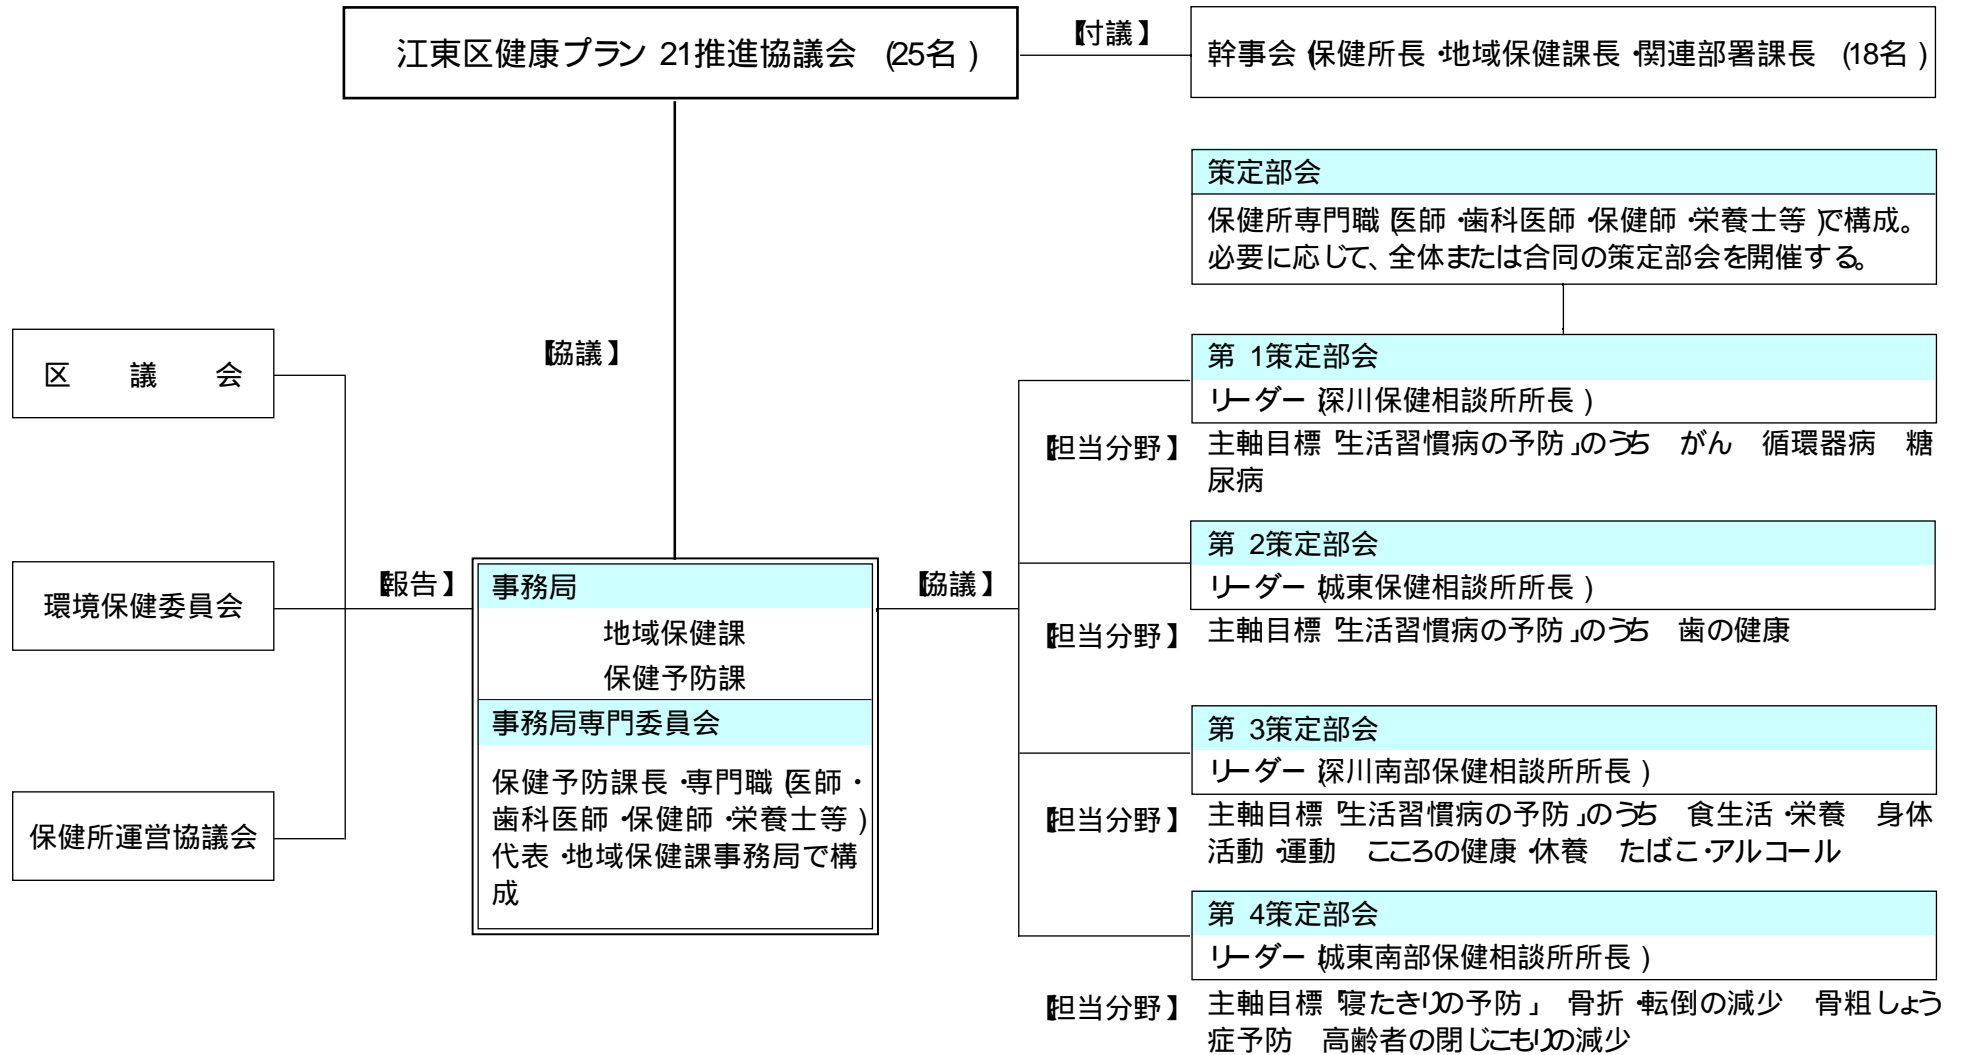 江東区健康プラン 21推進協議会 (25名 )
【付議】
幹事会 (保健所長 ・地域保健課長 ・関連部署課長 (18名 )
策定部会
保健所専門職 (医師 ・歯科医師 ・保健師 ・栄養士等 )で構成。
必要に応じて、全体または合同の策定部会を開催する。
【協議】
区 議 会
環境保健委員会
保健所運営協議会
【報告】
事務局
地域保健課
保健予防課
事務局専門委員会
保健予防課長 ・専門職 (医師 ・
歯科医師 ・保健師 ・栄養士等 )
代表 ・地域保健課事務局で構
成
【協議】
第 1策定部会
リーダー (深川保健相談所所長 )
【担当分野】
主軸目標 「生活習慣病の予防」のうち がん 循環器病 糖
尿病
第 2策定部会
リーダー (城東保健相談所所長 )
【担当分野】
主軸目標 「生活習慣病の予防」のうち 歯の健康
第 3策定部会
リーダー (深川南部保健相談所所長 )
【担当分野】
主軸目標 「生活習慣病の予防」のうち 食生活 ・栄養 身体
活動 ・運動 こころの健康 ・休養 たばこ・アルコール
第 4策定部会
リーダー (城東南部保健相談所所長 )
【担当分野】
主軸目標 「寝たきりの予防」 骨折 ・転倒の減少 骨粗しょう
症予防 高齢者の閉じこもりの減少